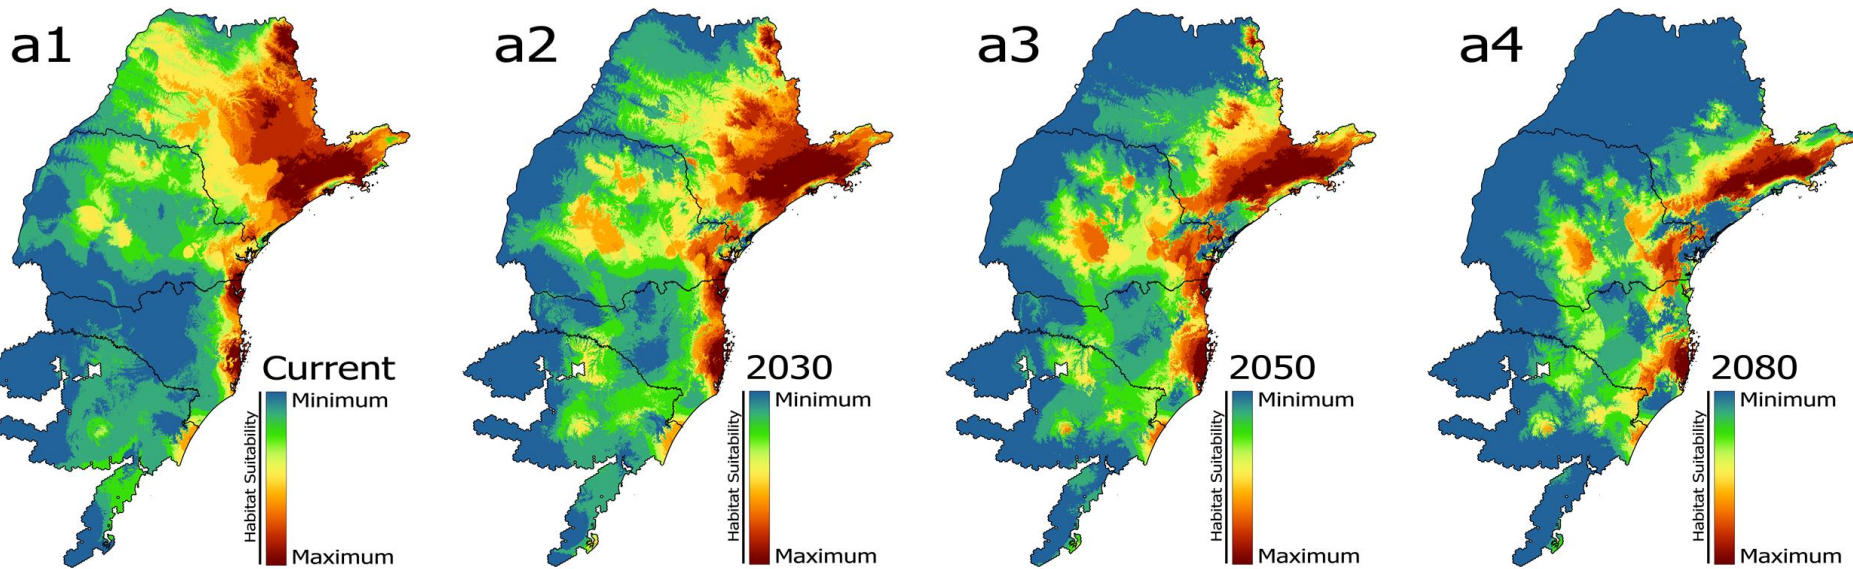 a1
Current
Minimum
Habitat Suitability
Maximum
a2
2030
Minimum
Habitat Suitability
Maximum
a3
2050
Minimum
Habitat Suitability
Maximum
a4
2080
Minimum
Habitat Suitability
Maximum